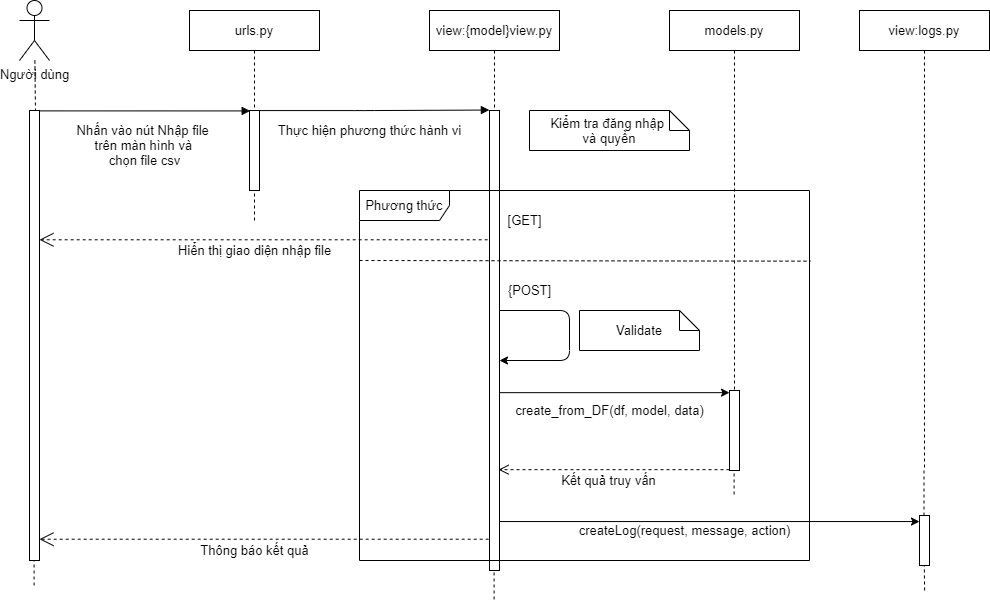 urls.py
view:{model}view.py
models.py
view:logs.py
Người dùng
Nhấn vào nút Nhập file
trên màn hình và
chọn file csv
Thực hiện phương thức hành vi
Kiểm tra đăng nhập
và quyền
Phương thức
[GET]
Hiển thị giao diện nhập file
{POST]
Validate
create_from_DF(df, model, data)
Kết quả truy vấn
createLog(request, message, action)
Thông báo kết quả